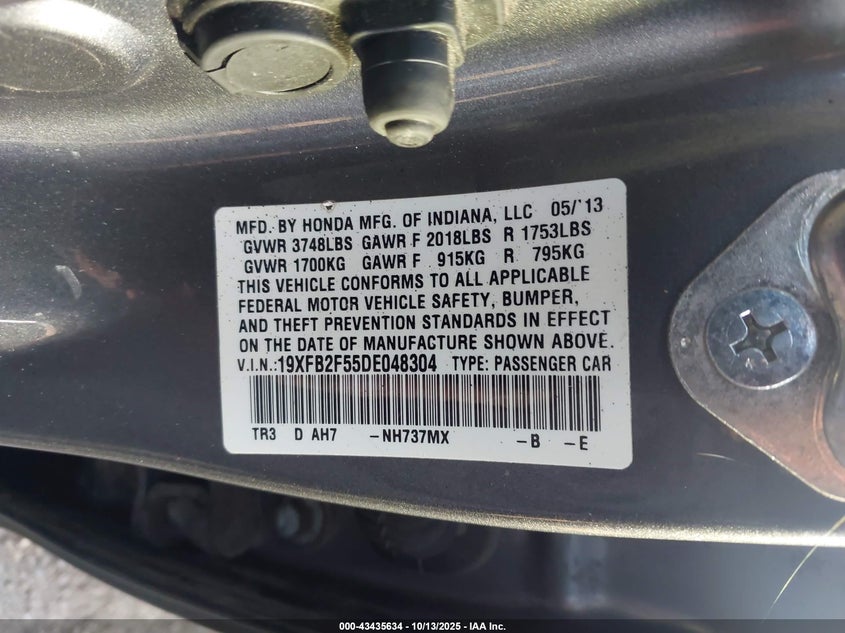 MFD. BY HONDA MFG. OF INDIANA, LLC 05/'13
GVWR 3748LBS GAWR F 2018LBS R 1753LBS
GVWR 1700KG GAWR F 915KG R 795KG
THIS VEHICLE CONFORMS TO ALL APPLICABLE
FEDERAL MOTOR VEHICLE SAFETY, BUMPER,
AND THEFT PREVENTION STANDARDS IN EFFECT
ON THE DATE OF MANUFACTURE SHOWN ABOVE.
V.I.N.:19XFB2F55DE048304 TYPE: PASSENGER CAR
TR3 D AH7 -NH737MX -B -E
000-43435634 - 10/13/2025 - IAA Inc.